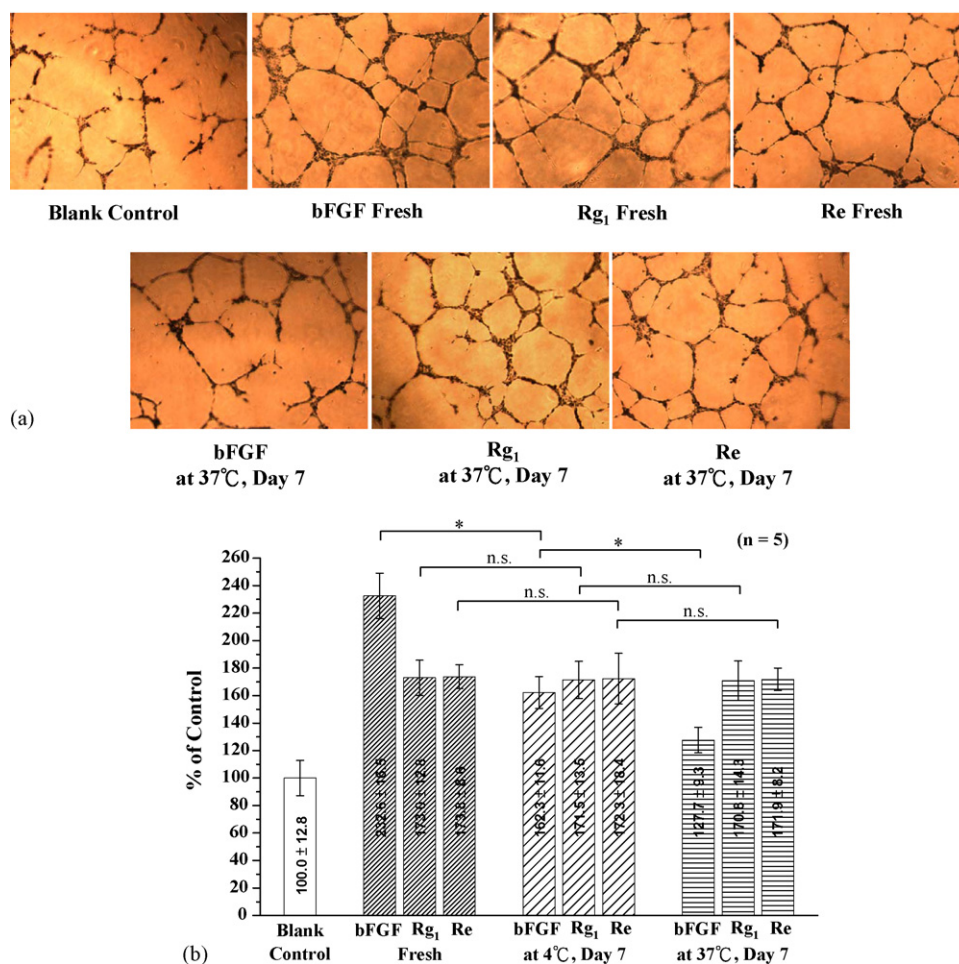 Blank Control
bFGF Fresh
Rg₁ Fresh
Re Fresh
(a)
bFGF
at 37℃, Day 7
Rg₁
at 37℃, Day 7
Re
at 37℃, Day 7
(n = 5)
*
*
n.s.
n.s.
n.s.
n.s.
% of Control
260
240
220
200
180
160
140
120
100
80
60
40
20
0
100.0 ± 12.8
232.6 ± 16.5
173.0 ± 12.8
173.8 ± 8.6
162.3 ± 11.6
171.5 ± 13.5
172.3 ± 18.4
127.7 ± 9.3
170.8 ± 14.3
171.9 ± 8.2
Blank
Control
bFGF Rg₁ Re
Fresh
bFGF Rg₁ Re
at 4℃, Day 7
bFGF Rg₁ Re
at 37℃, Day 7
(b)